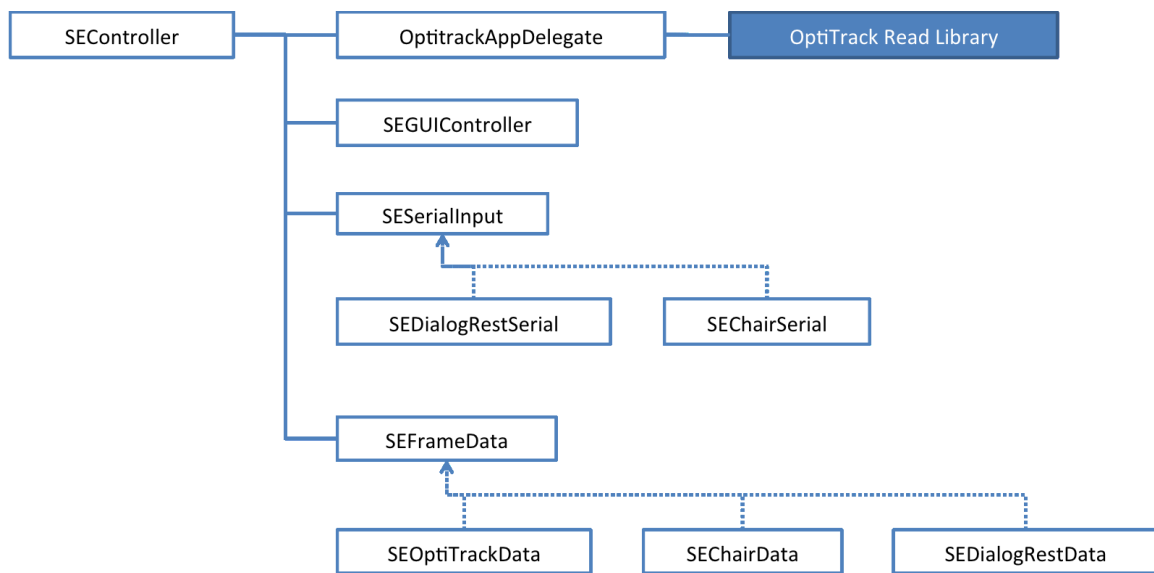 SEController
OptitrackAppDelegate
OptiTrack Read Library
SEGUIController
SESerialInput
SEDialogRestSerial
SEChairSerial
SEFrameData
SEOptiTrackData
SEChairData
SEDialogRestData